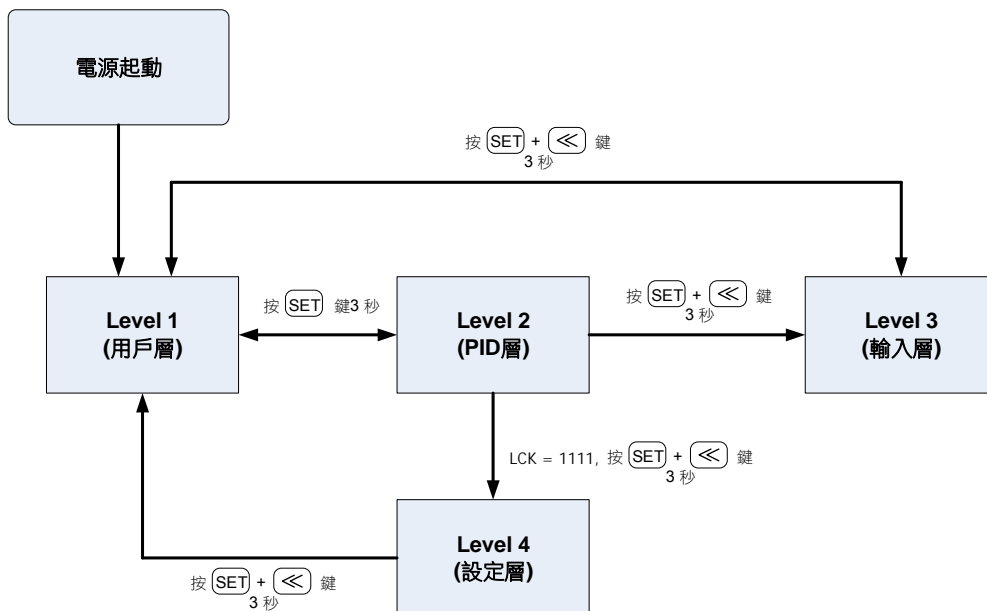 電源起動
按 SET + ≪ 鍵
3 秒
Level 1
(用戶層)
按 SET 鍵3 秒
Level 2
(PID層)
按 SET + ≪ 鍵
3 秒
Level 3
(輸入層)
LCK = 1111, 按 SET + ≪ 鍵
3 秒
Level 4
(設定層)
按 SET + ≪ 鍵
3 秒